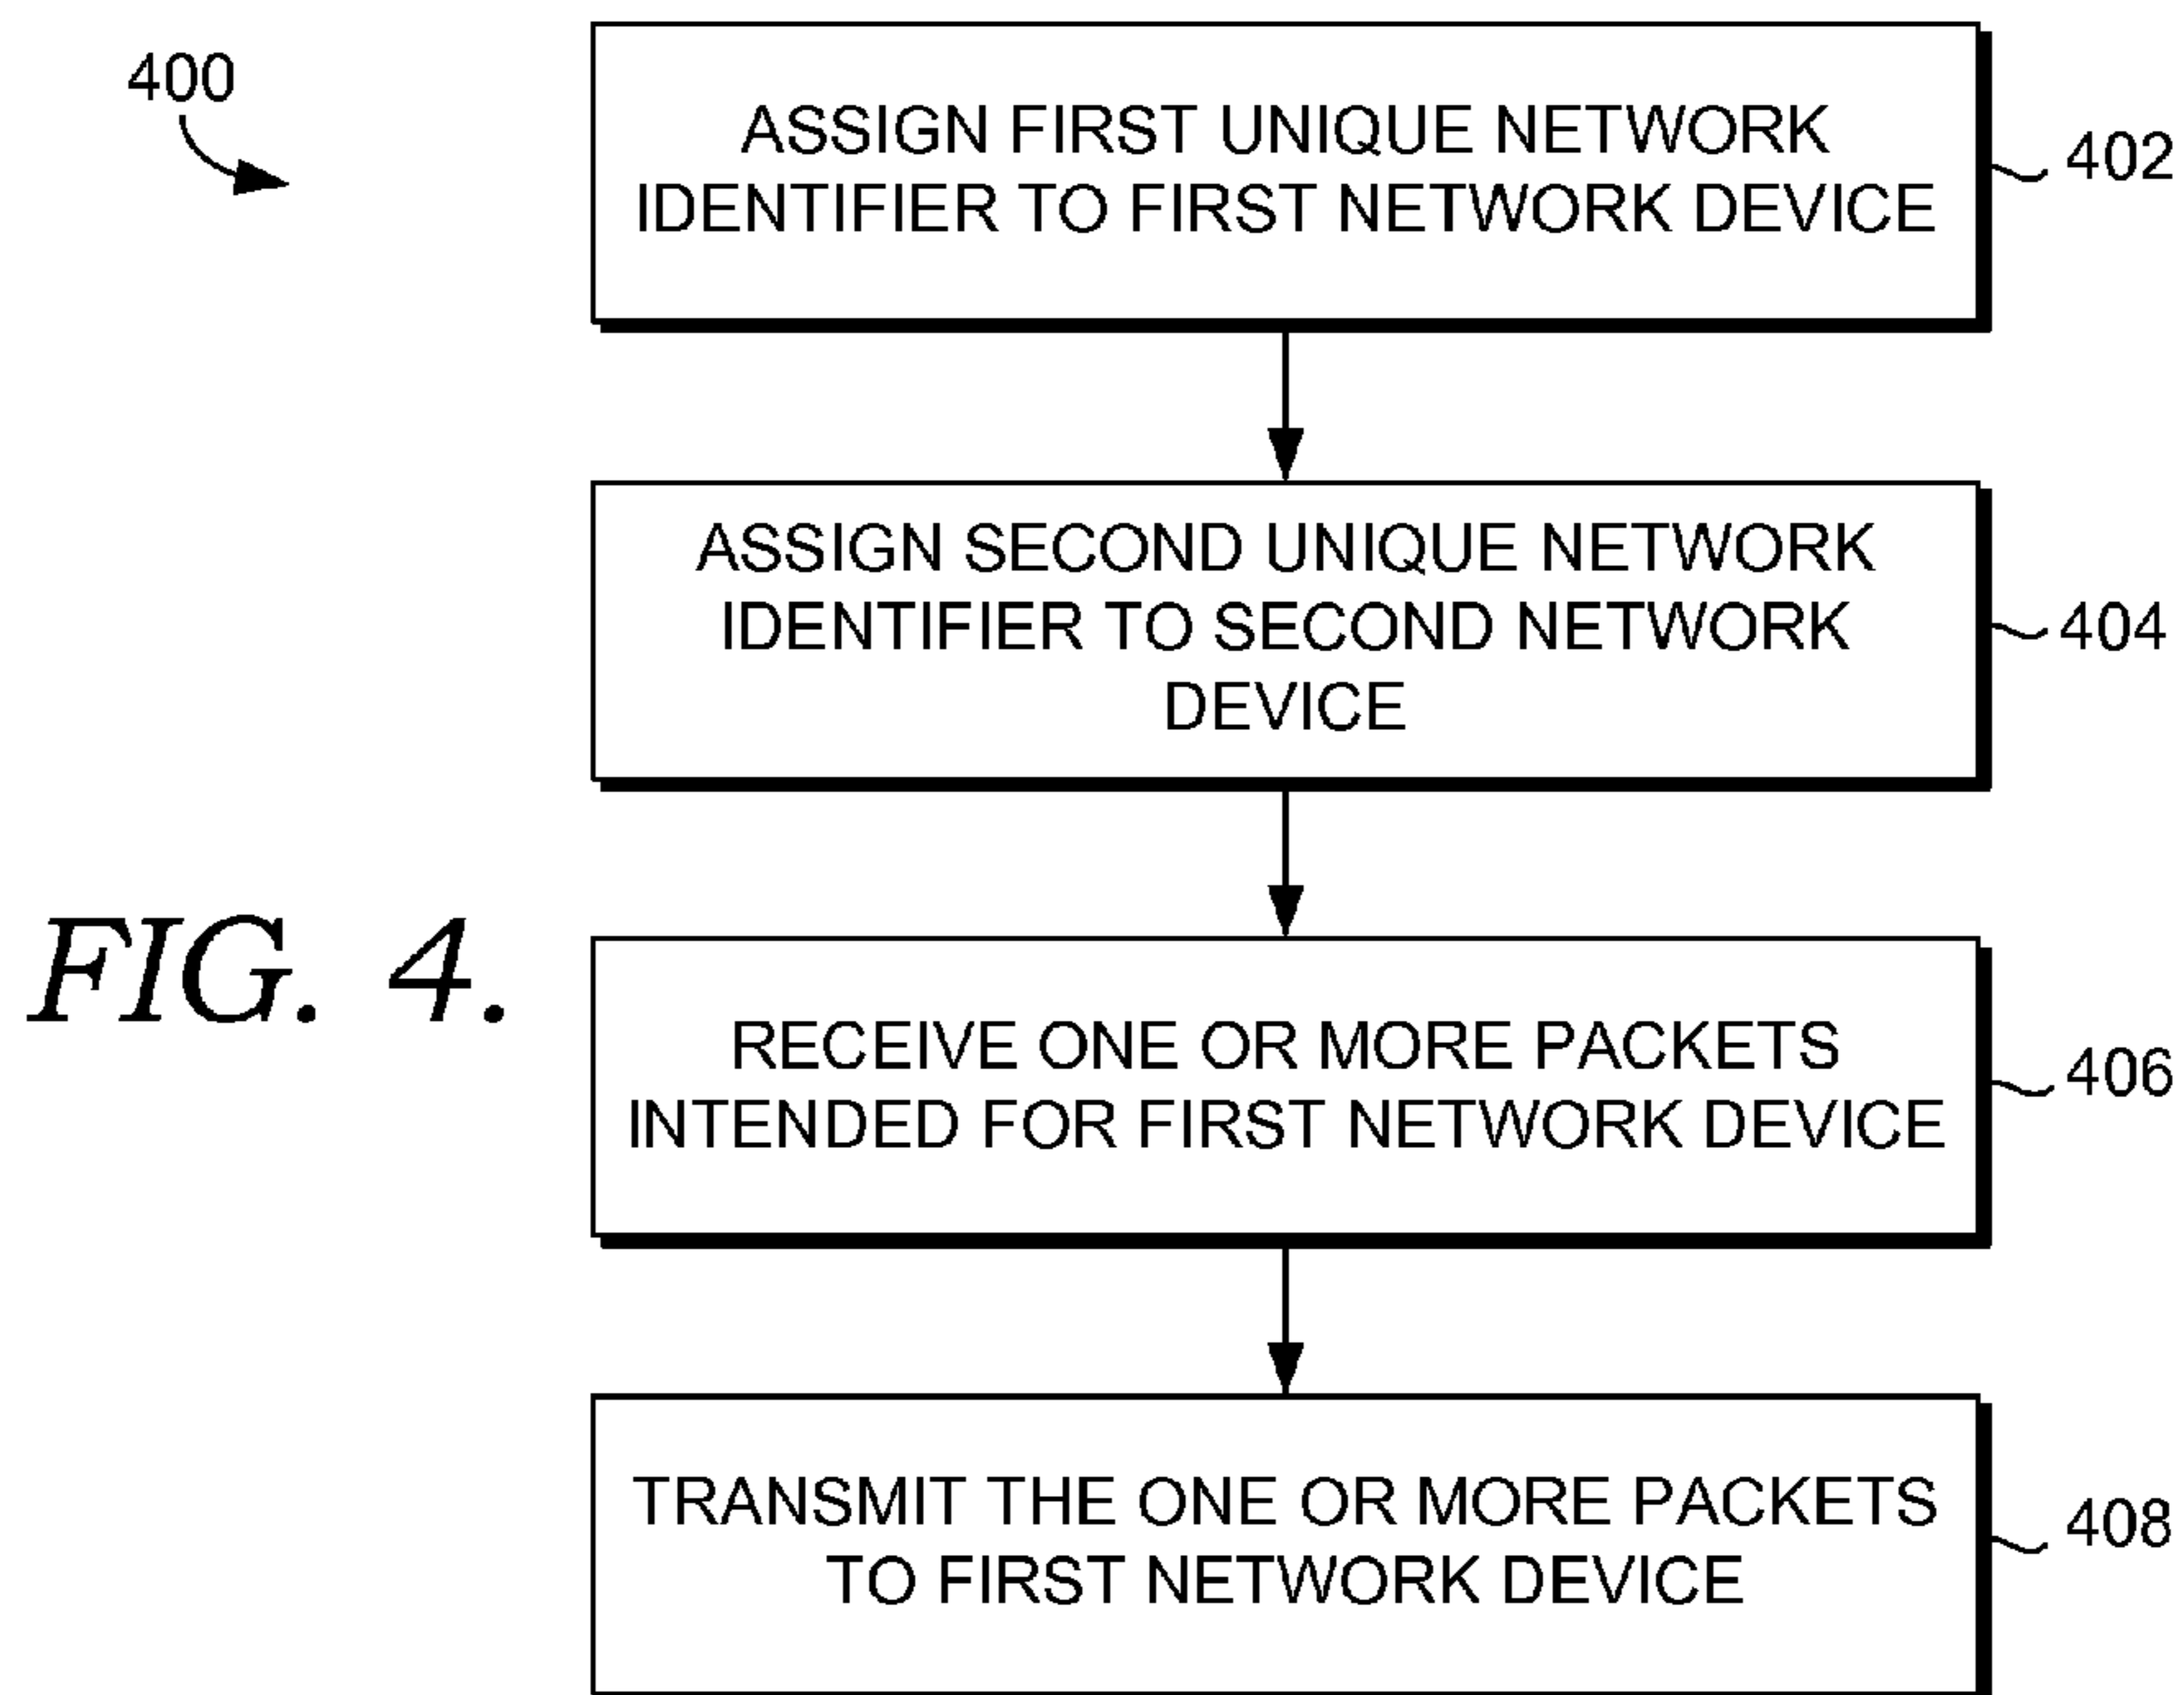 400
ASSIGN FIRST UNIQUE NETWORK
IDENTIFIER TO FIRST NETWORK DEVICE
402
ASSIGN SECOND UNIQUE NETWORK
IDENTIFIER TO SECOND NETWORK
DEVICE
404
FIG. 4.
RECEIVE ONE OR MORE PACKETS
INTENDED FOR FIRST NETWORK DEVICE
406
TRANSMIT THE ONE OR MORE PACKETS
TO FIRST NETWORK DEVICE
408